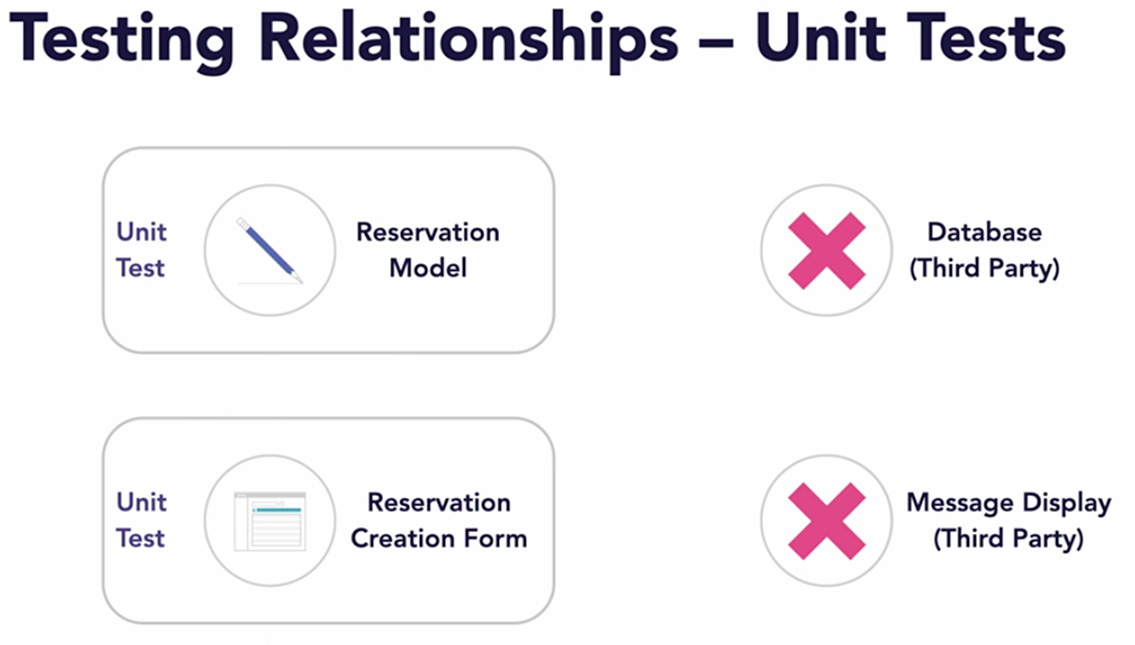 Testing Relationships – Unit Tests
Unit
Test
Reservation
Model
Database
(Third Party)
Unit
Test
Reservation
Creation Form
Message Display
(Third Party)